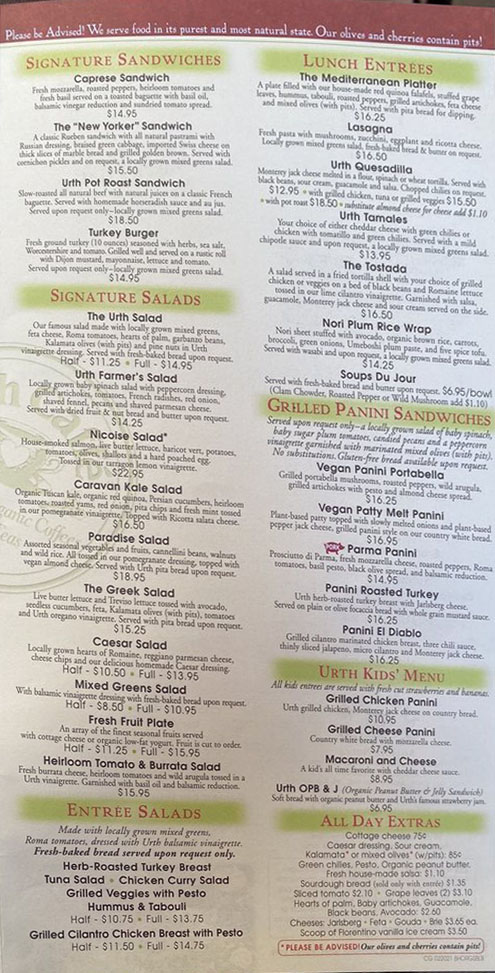 Please be Advised! We serve food in its purest and most natural state. Our olives and cherries contain pits!
SIGNATURE SANDWICHES
Caprese Sandwich
Fresh mozzarella, roasted peppers, heirloom tomatoes and
fresh basil served on a toasted baguette with basil oil,
balsamic vinegar reduction and sundried tomato spread.
$14.95
The "New Yorker" Sandwich
A classic Rueben sandwich with all natural pastrami with
Russian dressing, braised green cabbage, imported Swiss cheese on
thick slices of marble bread and grilled golden brown. Served with
cornichon pickles and on request, a locally grown mixed greens salad.
$15.50
Urth Pot Roast Sandwich
Slow-roasted all natural beef with natural juices on a classic French
baguette. Served with homemade horseradish sauce and au jus.
Served upon request only–locally grown mixed greens salad.
$18.50
Turkey Burger
Fresh ground turkey (10 ounces) seasoned with herbs, sea salt,
Worcestershire and tomato. Grilled well and served on a rustic roll
with Dijon mustard, mayonnaise, lettuce and tomato.
Served upon request only–locally grown mixed greens salad.
$14.95
SIGNATURE SALADS
The Urth Salad
Our famous salad made with locally grown mixed greens,
feta cheese, Roma tomatoes, hearts of palm, garbanzo beans,
Kalamata olives (with pits) and pine nuts in Urth
vinaigrette dressing. Served with fresh-baked bread upon request.
Half - $11.25 • Full - $14.95
Urth Farmer's Salad
Locally grown baby spinach salad with peppercorn dressing,
grilled artichokes, tomatoes, French radishes, red onion,
shaved fennel, pecans and shaved parmesan cheese.
Served with dried fruit & nut bread and butter upon request.
$14.25
Nicoise Salad*
House-smoked salmon, live butter lettuce, haricot vert, potatoes,
tomatoes, olives, shallots and a hard poached egg.
Tossed in our tarragon lemon vinaigrette.
$22.95
Caravan Kale Salad
Organic Tuscan kale, organic red quinoa, Persian cucumbers, heirloom
tomatoes, roasted yams, red onion, pita chips and fresh mint tossed
in our pomegranate vinaigrette. Topped with Ricotta salata cheese.
$16.50
Paradise Salad
Assorted seasonal vegetables and fruits, cannellini beans, walnuts
and wild rice. All tossed in our pomegranate dressing, topped with
vegan almond cheese. Served with Urth pita bread upon request.
$18.95
The Greek Salad
Live butter lettuce and Treviso lettuce tossed with avocado,
seedless cucumbers, feta, Kalamata olives (with pits), tomatoes
and Urth oregano vinaigrette. Served with pita bread upon request.
$15.25
Caesar Salad
Locally grown hearts of Romaine, reggiano parmesan cheese,
cheese chips and our delicious homemade Caesar dressing.
Half - $10.50 • Full - $13.95
Mixed Greens Salad
With balsamic vinaigrette dressing with fresh-baked bread upon request.
Half - $8.50 • Full - $10.95
Fresh Fruit Plate
An array of the finest seasonal fruits served
with cottage cheese or organic low-fat yogurt. Fruit is cut to order.
Half - $11.25 • Full - $15.95
Heirloom Tomato & Burrata Salad
Fresh burrata cheese, heirloom tomatoes and wild arugula tossed in a
Urth vinaigrette. Garnished with basil oil and balsamic reduction.
$15.95
ENTRÉE SALADS
Made with locally grown mixed greens,
Roma tomatoes, dressed with Urth balsamic vinaigrette.
Fresh-baked bread served upon request only.
Herb-Roasted Turkey Breast
Tuna Salad • Chicken Curry Salad
Grilled Veggies with Pesto
Hummus & Tabouli
Half - $10.75 • Full - $13.75
Grilled Cilantro Chicken Breast with Pesto
Half - $11.50 • Full - $14.75
LUNCH ENTRÉES
The Mediterranean Platter
A plate filled with our house-made red quinoa falafels, stuffed grape
leaves, hummus, tabouli, roasted peppers, grilled artichokes, feta cheese
and mixed olives (with pits). Served with pita bread for dipping.
$16.25
Lasagna
Fresh pasta with mushrooms, zucchini, eggplant and ricotta cheese.
Locally grown mixed greens salad, fresh-baked bread & butter on request.
$16.50
Urth Quesadilla
Monterey jack cheese melted in a flour, spinach or wheat tortilla. Served with
black beans, sour cream, guacamole and salsa. Chopped chilies on request.
$12.95 • with grilled chicken, tuna or grilled veggies $15.50
• with pot roast $18.50 • substitute almond cheese for cheese add $1.10
Urth Tamales
Your choice of either cheddar cheese with green chilies or
chicken with tomatillo and green chilies. Served with a mild
chipotle sauce and upon request, a locally grown mixed greens salad.
$13.95
The Tostada
A salad served in a fried tortilla shell with your choice of grilled
chicken or veggies on a bed of black beans and Romaine lettuce
tossed in our lime cilantro vinaigrette. Garnished with salsa,
guacamole, Monterey jack cheese and sour cream served on the side.
$16.50
Nori Plum Rice Wrap
Nori sheet stuffed with avocado, organic brown rice, carrots,
broccoli, green onions, Umeboshi plum paste, and five spice tofu.
Served with wasabi and upon request, a locally grown mixed greens salad.
$14.25
Soups Du Jour
Served with fresh-baked bread and butter upon request. $6.95/bowl
(Clam Chowder, Roasted Pepper or Wild Mushroom add $1.10)
GRILLED PANINI SANDWICHES
Served upon request only–a locally grown salad of baby spinach,
baby sugar plum tomatoes, candied pecans and a peppercorn
vinaigrette garnished with marinated mixed olives (with pits).
No substitutions. Gluten-free bread available upon request.
Vegan Panini Portabella
Grilled portabella mushrooms, roasted peppers, wild arugula,
grilled artichokes with pesto and almond cheese spread.
$16.25
Vegan Patty Melt Panini
Plant-based patty topped with slowly melted onions and plant-based
pepper jack cheese, grilled panini style on our country white bread.
$16.95
PORK Parma Panini
Prosciutto di Parma, fresh mozzarella cheese, roasted peppers, Roma
tomatoes, basil pesto, black olive spread, and balsamic reduction.
$14.95
Panini Roasted Turkey
Urth herb-roasted turkey breast with Jarlsberg cheese.
Served on plain or olive focaccia bread with whole grain mustard sauce.
$16.25
Panini El Diablo
Grilled cilantro marinated chicken breast, three chili sauce,
thinly sliced jalapeno, micro cilantro and Monterey jack cheese.
$16.25
URTH KIDS' MENU
All kids entrees are served with fresh cut strawberries and bananas.
Grilled Chicken Panini
Urth grilled chicken, Monterey jack cheese on country bread.
$10.95
Grilled Cheese Panini
Country white bread with mozzarella cheese.
$7.95
Macaroni and Cheese
A kid's all time favorite with cheddar cheese sauce.
$8.95
Urth OPB & J (Organic Peanut Butter & Jelly Sandwich)
Soft bread with organic peanut butter and Urth's famous strawberry jam.
$6.95
ALL DAY EXTRAS
Cottage cheese 75¢
Caesar dressing, Sour cream,
Kalamata* or mixed olives* (w/pits): 85¢
Green chilies, Pesto, Organic peanut butter,
Fresh house-made salsa: $1.10
Sourdough bread (sold only with entrée) $1.35
Sliced tomato $2.10 • Grape leaves (2) $3.10
Hearts of palm, Baby artichokes, Guacamole,
Black beans, Avocado: $2.60
Cheeses: Jarlsberg • Feta • Gouda • Brie $3.65 ea.
Scoop of Florentino vanilla ice cream $3.50
*PLEASE BE ADVISED! Our olives and cherries contain pits!